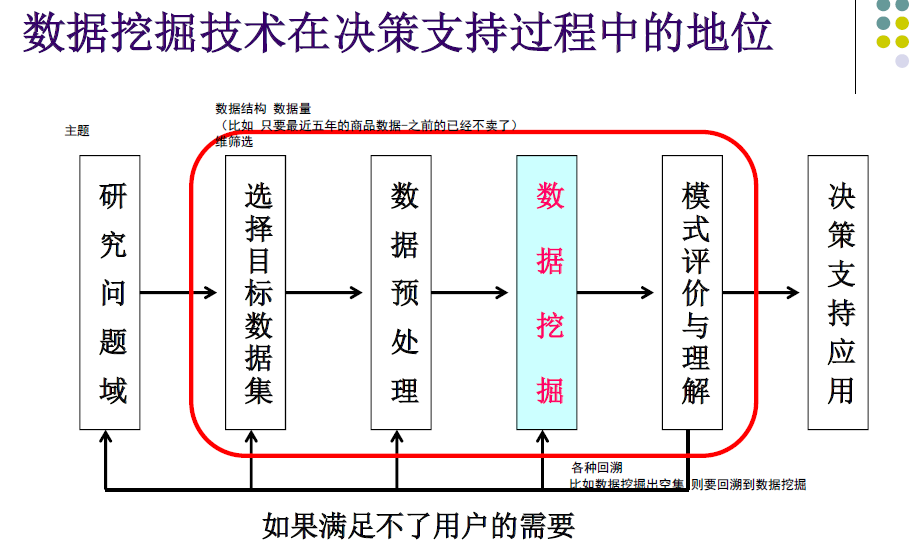 数据挖掘技术在决策支持过程中的地位
主题
数据结构 数据量
（比如 只要最近五年的商品数据-之前的已经不卖了）
维筛选
研究问题域
选择目标数据集
数据预处理
数据挖掘
模式评价与理解
决策支持应用
各种回溯
比如数据挖掘出空集 则要回溯到数据挖掘
如果满足不了用户的需要